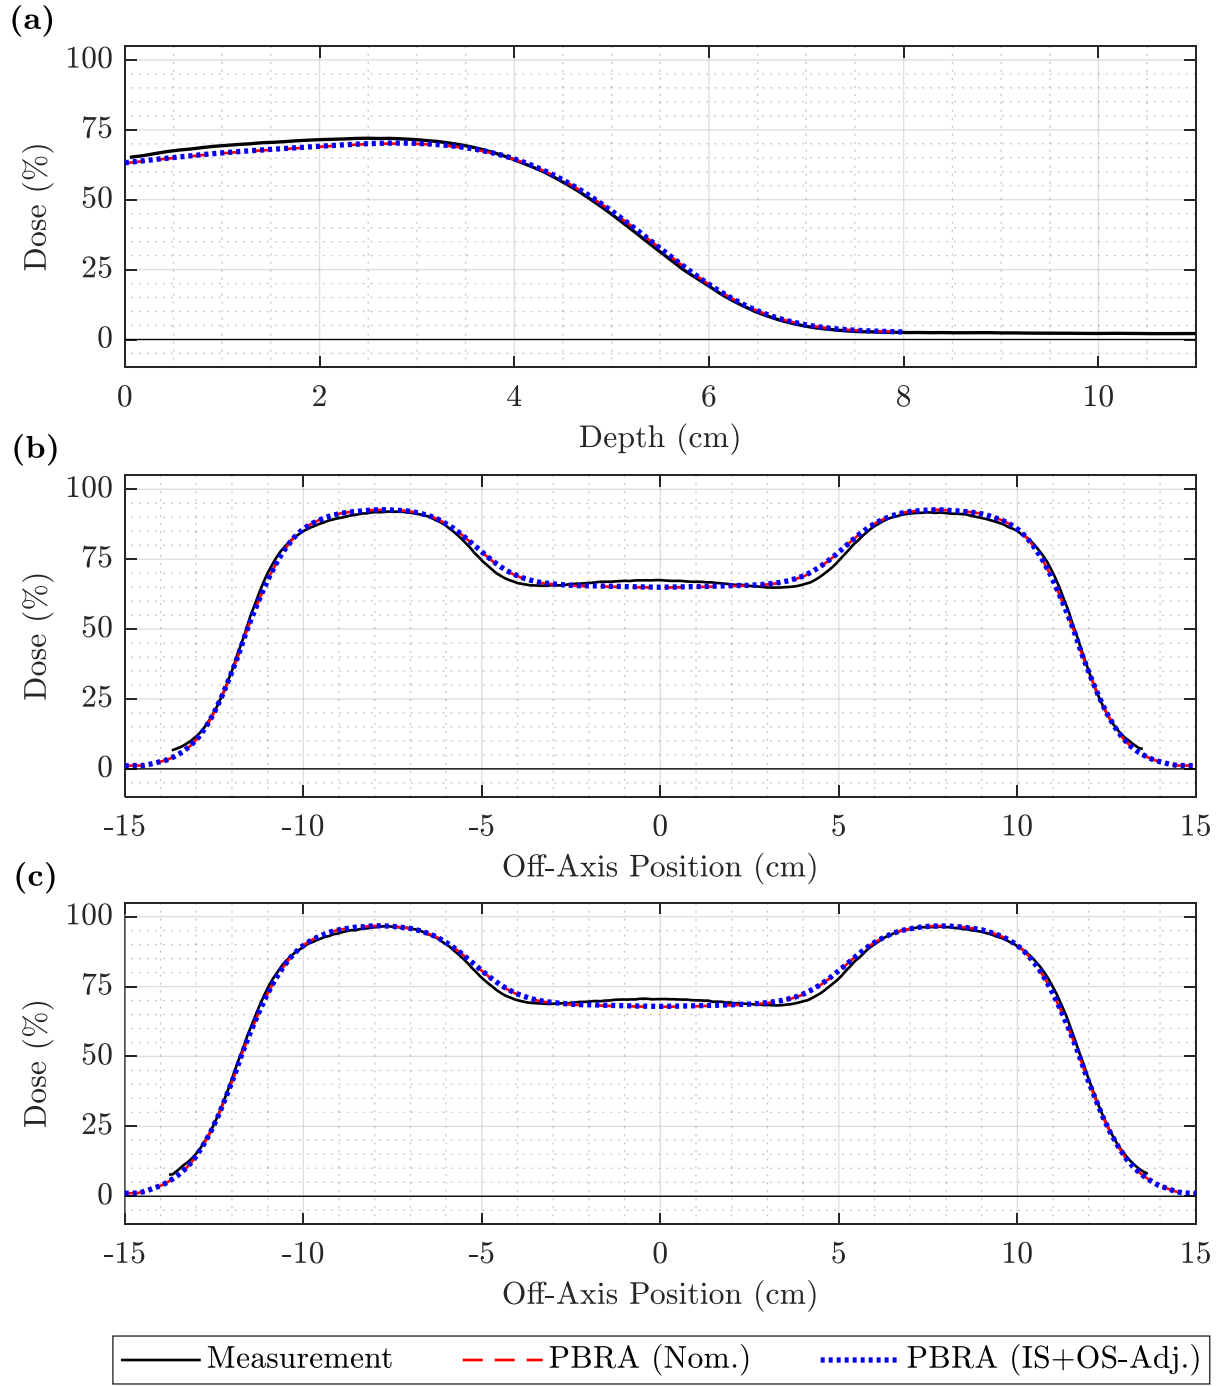 (a)
100
75
50
25
0
Dose (%)
0 2 4 6 8 10
Depth (cm)
(b)
100
75
50
25
0
Dose (%)
-15 -10 -5 0 5 10 15
Off-Axis Position (cm)
(c)
100
75
50
25
0
Dose (%)
-15 -10 -5 0 5 10 15
Off-Axis Position (cm)
Measurement PBRA (Nom.) PBRA (IS+OS-Adj.)